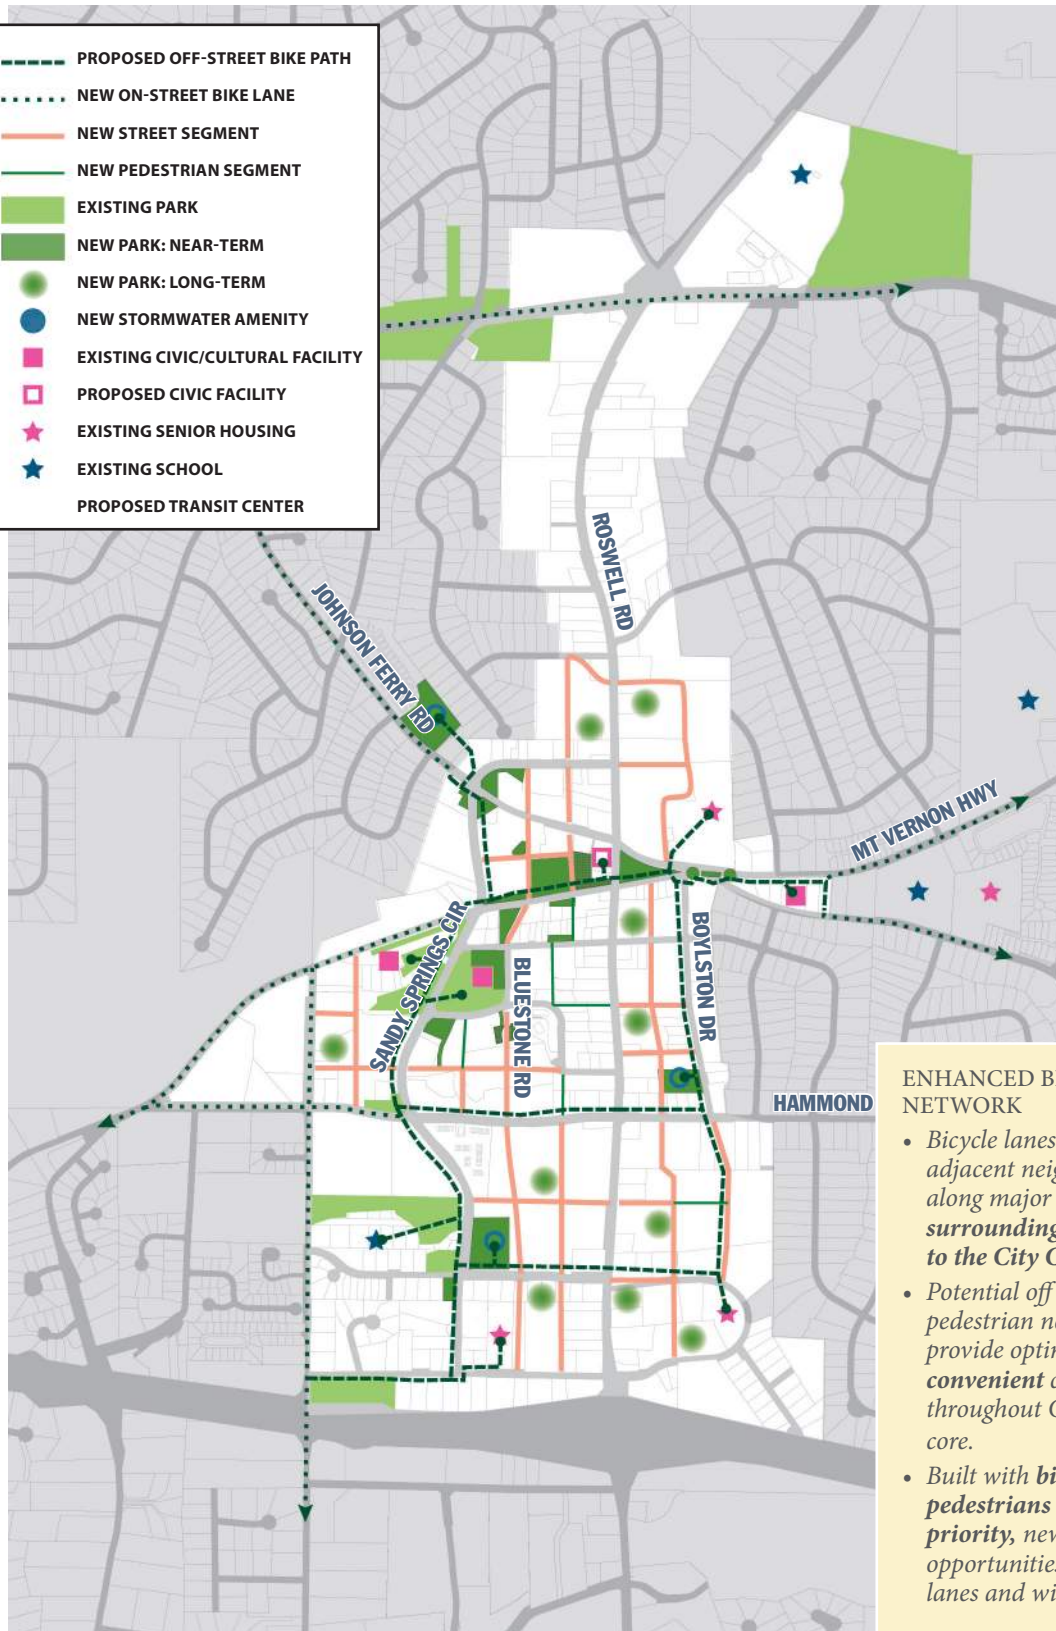 PROPOSED OFF-STREET BIKE PATH
NEW ON-STREET BIKE LANE
NEW STREET SEGMENT
NEW PEDESTRIAN SEGMENT
EXISTING PARK
NEW PARK: NEAR-TERM
NEW PARK: LONG-TERM
NEW STORMWATER AMENITY
EXISTING CIVIC/CULTURAL FACILITY
PROPOSED CIVIC FACILITY
EXISTING SENIOR HOUSING
EXISTING SCHOOL
PROPOSED TRANSIT CENTER
ROSWELL RD
JOHNSON FERRY RD
MT VERNON HWY
SANDY SPRINGS CIR
BLUESTONE RD
BOYLSTON DR
HAMMOND
ENHANCED B
NETWORK
• Bicycle lanes
adjacent neig
along major
surrounding
to the City C
• Potential off
pedestrian ne
provide optin
convenient c
throughout C
core.
• Built with bi
pedestrians
priority, new
opportunities
lanes and wi